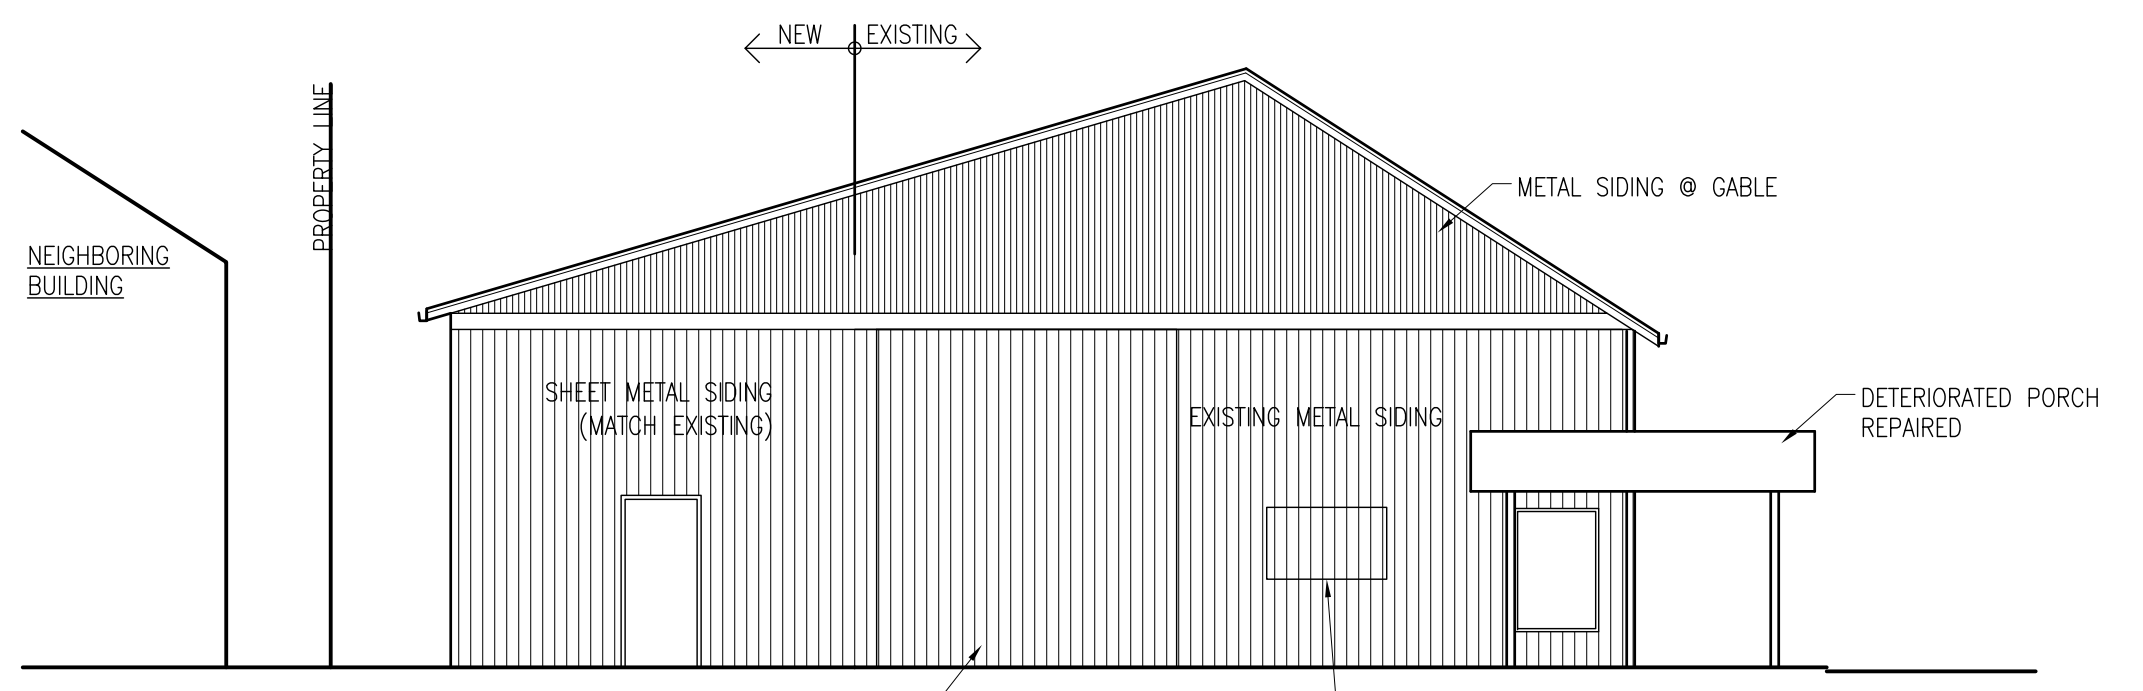 NEW EXISTING
PROPERTY LINE
METAL SIDING @ GABLE
NEIGHBORING
BUILDING
SHEET METAL SIDING
(MATCH EXISTING)
EXISTING METAL SIDING
DETERIORATED PORCH
REPAIRED